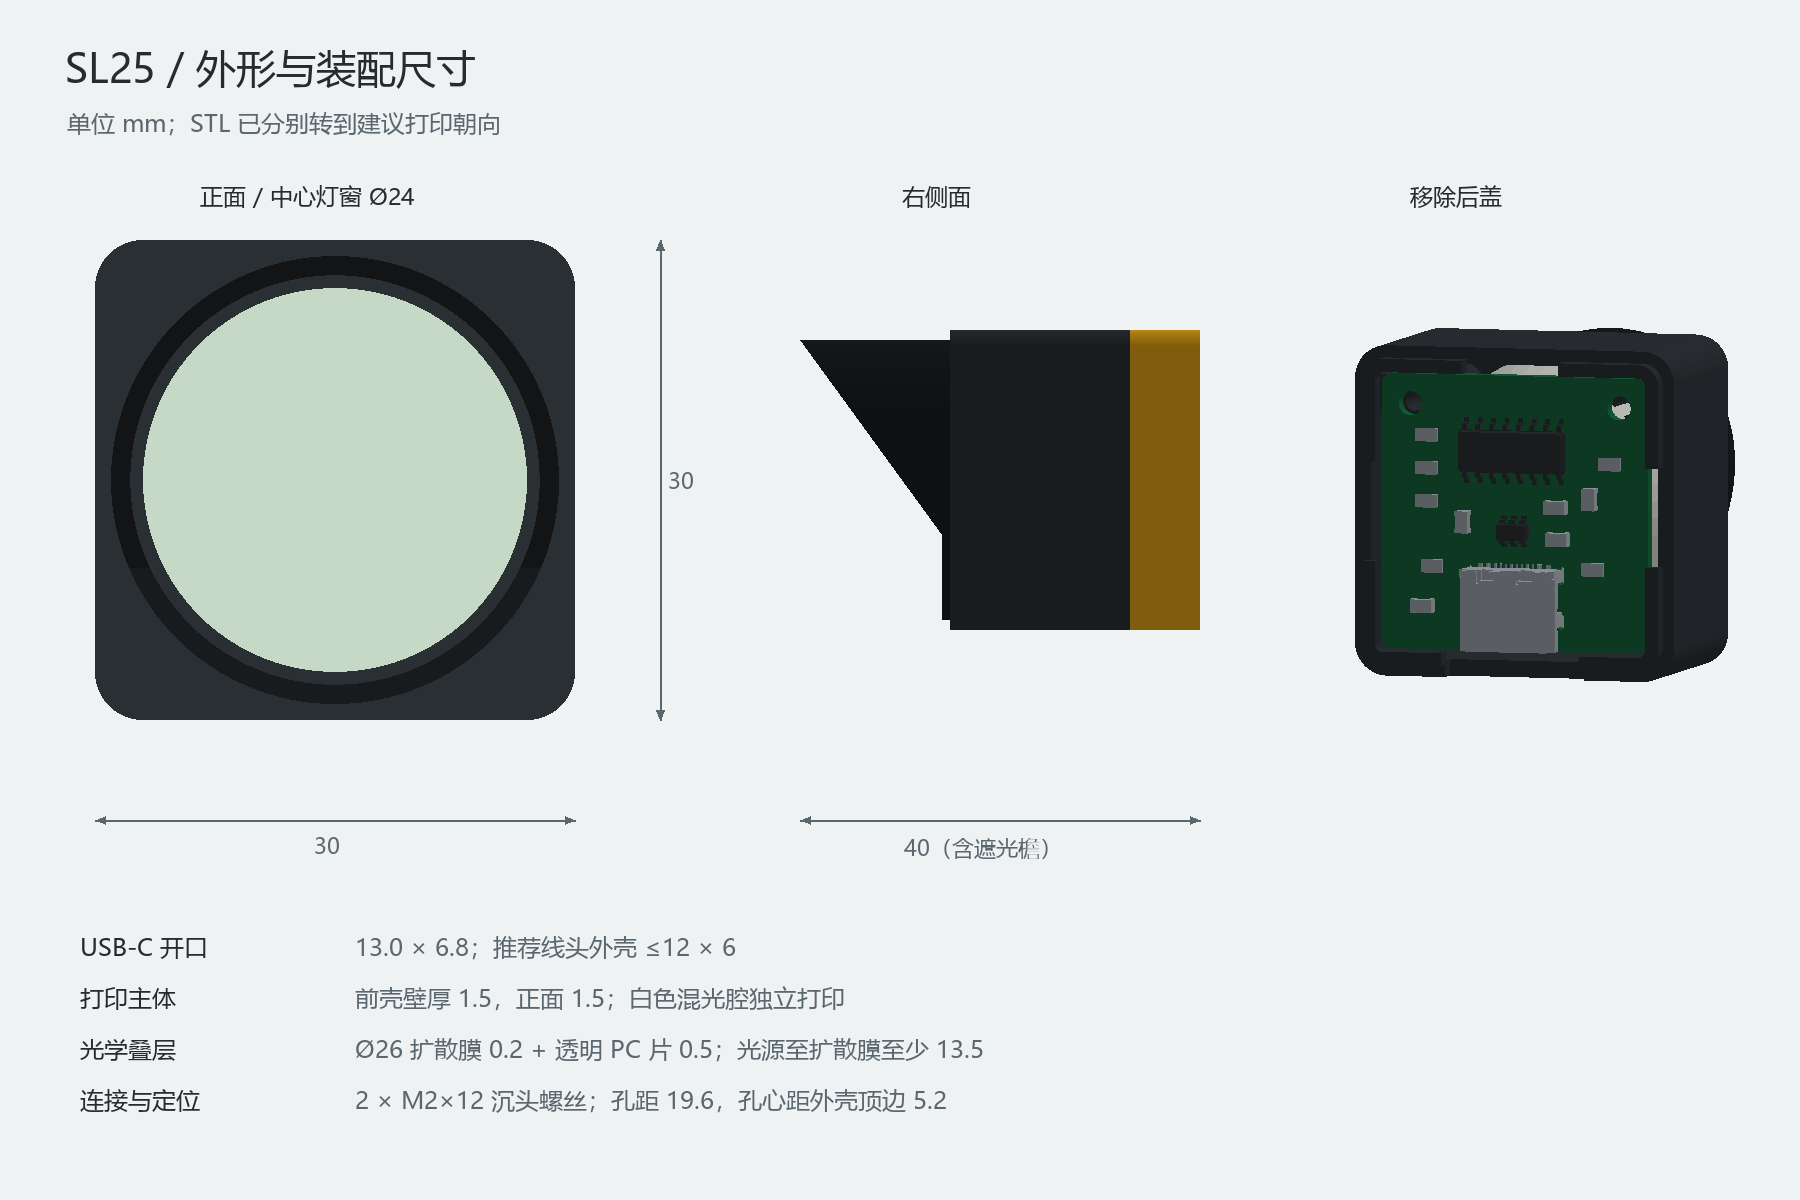 SL25 / 外形与装配尺寸
单位 mm；STL 已分别转到建议打印朝向
正面 / 中心灯窗 Ø24
右侧面
移除后盖
30
30
40（含遮光檐）
USB-C 开口
13.0 × 6.8；推荐线头外壳 ≤12 × 6
打印主体
前壳壁厚 1.5，正面 1.5；白色混光腔独立打印
光学叠层
Ø26 扩散膜 0.2 + 透明 PC 片 0.5；光源至扩散膜至少 13.5
连接与定位
2 × M2×12 沉头螺丝；孔距 19.6，孔心距外壳顶边 5.2